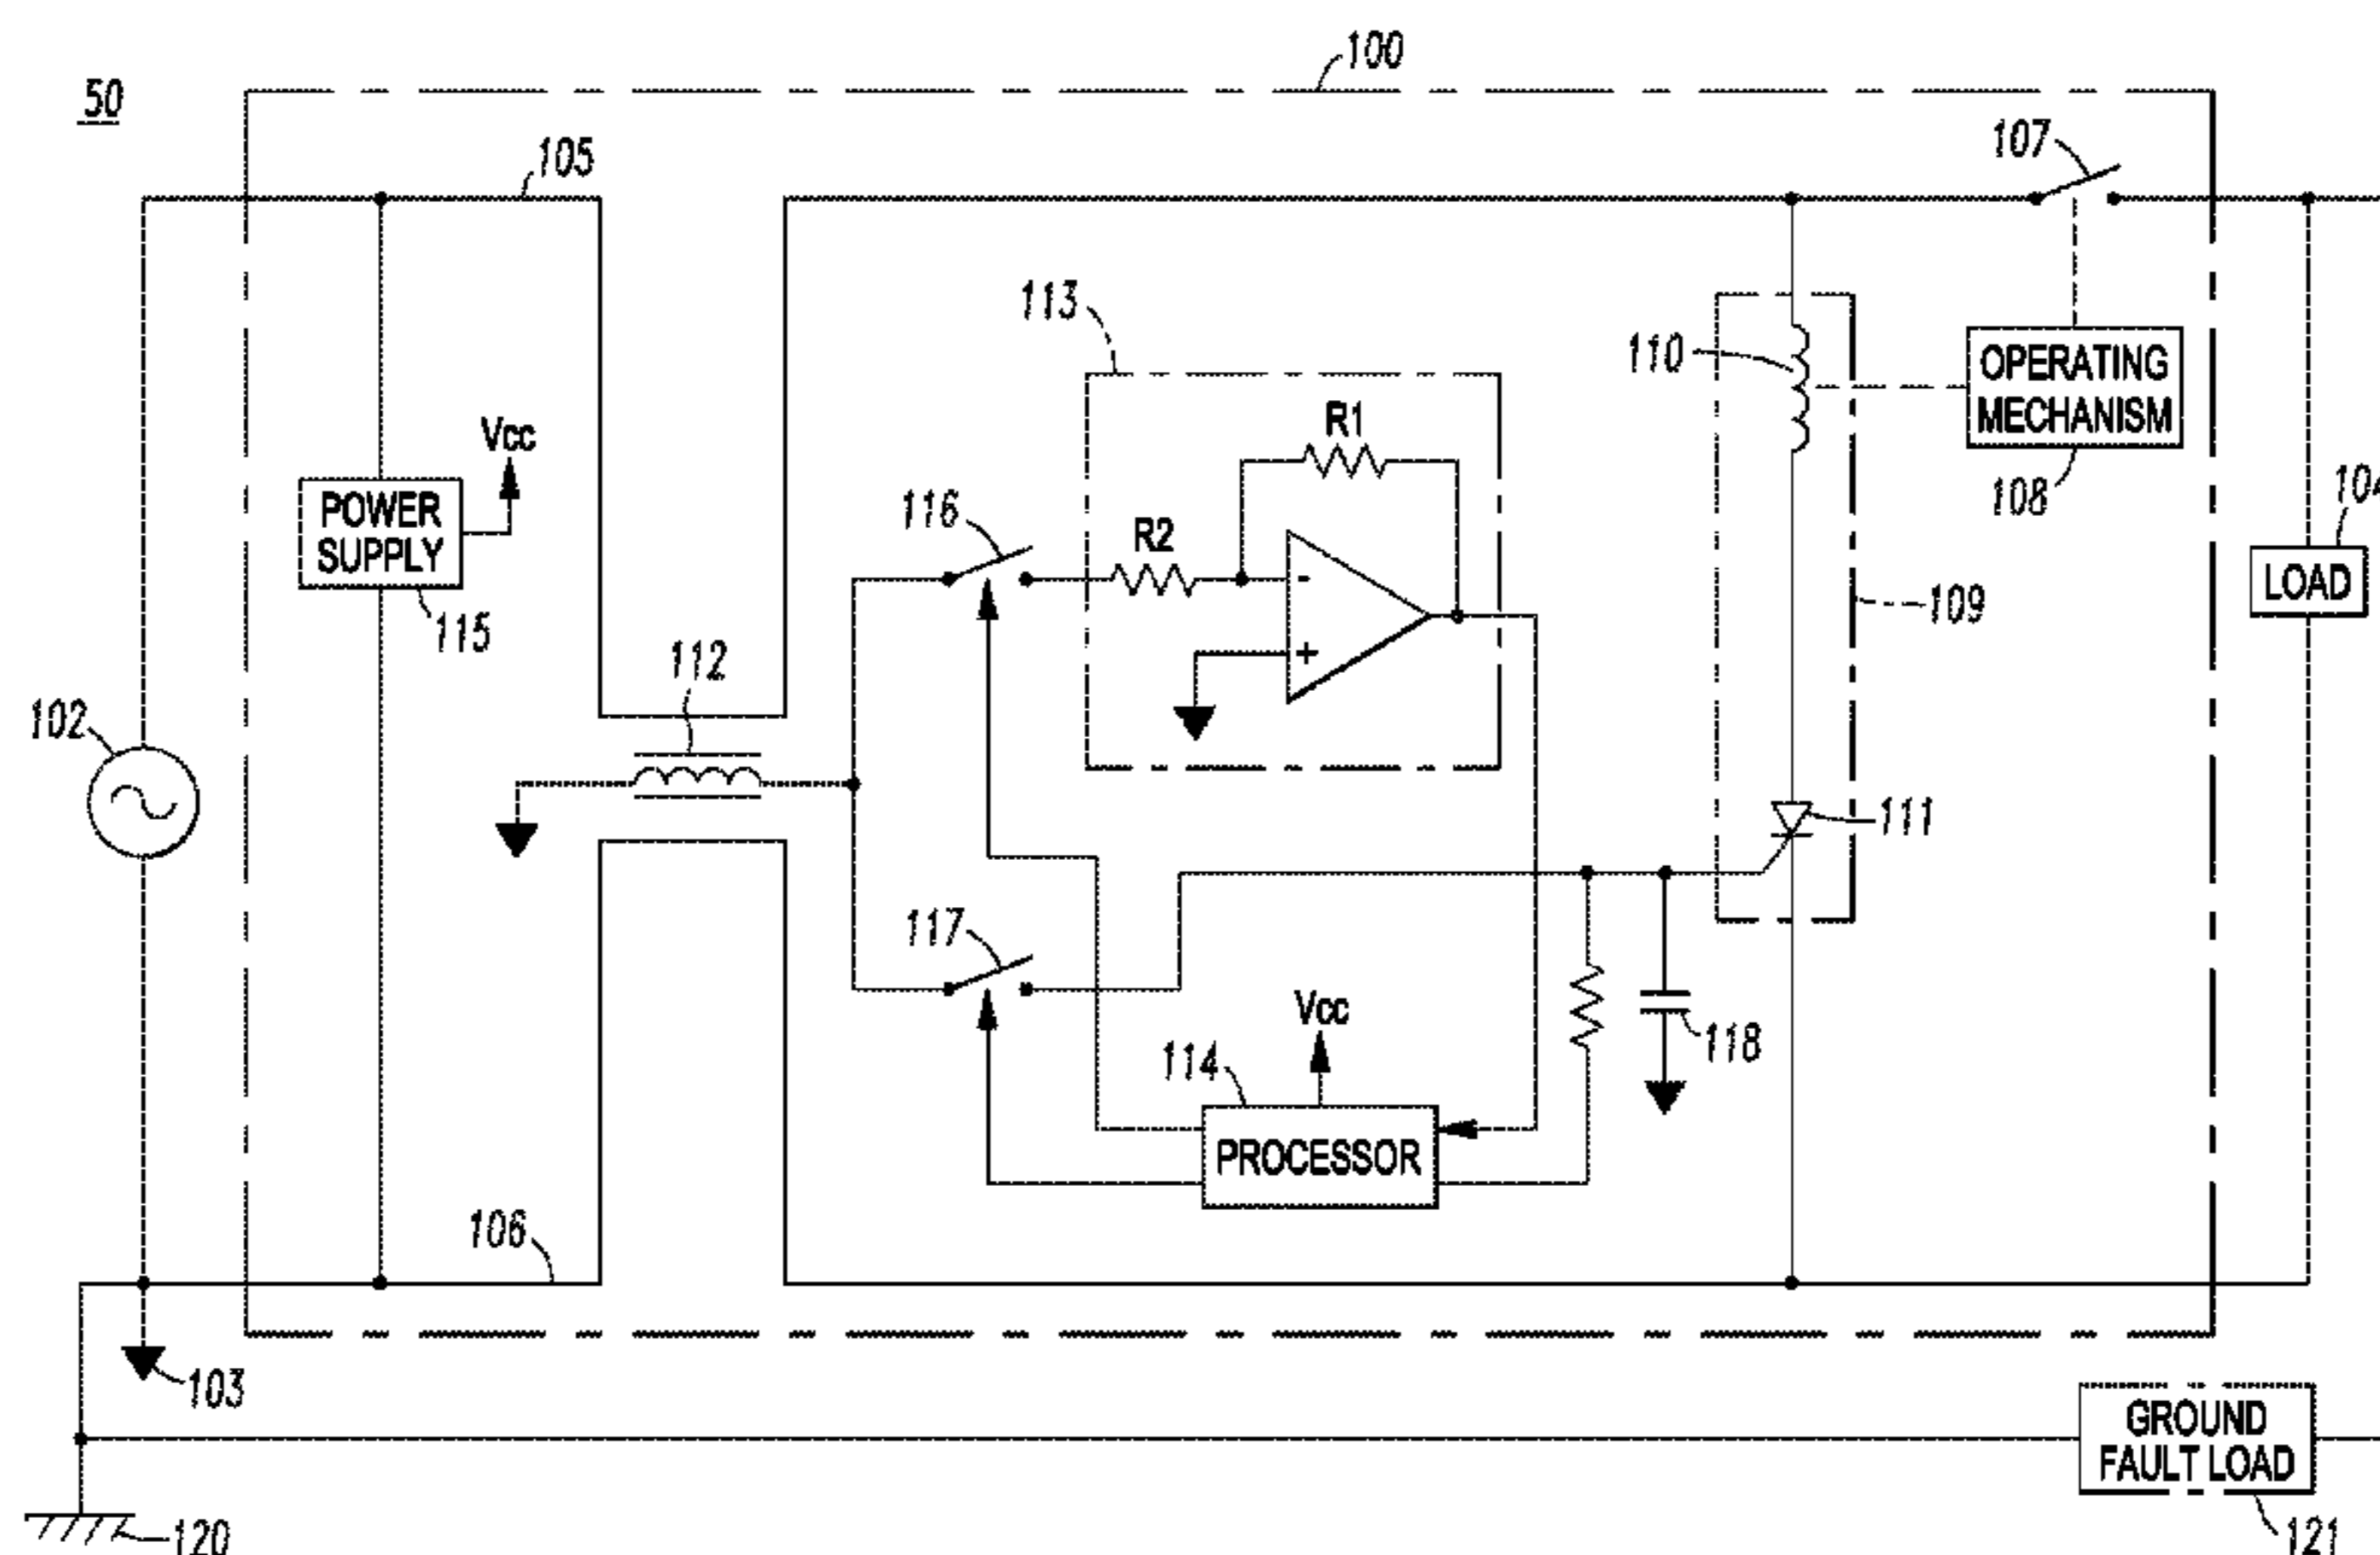 100
50
107
105
113
110
OPERATING
MECHANISM
R1
Vcc
108
116
R2
POWER
SUPPLY
-
LOAD
109
115
+
112
102
111
117
Vcc
118
114
PROCESSOR
106
103
GROUND
FAULT LOAD
120
121